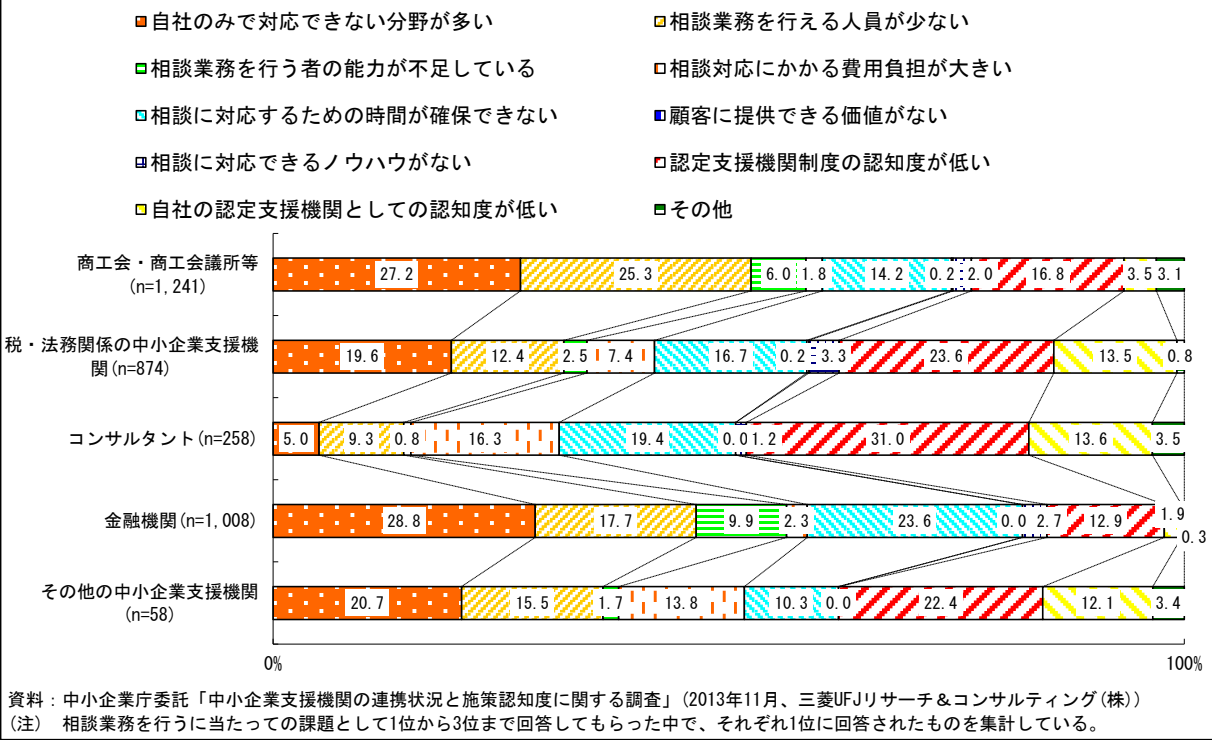 自社のみで対応できない分野が多い 相談業務を行える人員が少ない
相談業務を行う者の能力が不足している 相談対応にかかる費用負担が大きい
相談に対応するための時間が確保できない 顧客に提供できる価値がない
相談に対応できるノウハウがない 認定支援機関制度の認知度が低い
自社の認定支援機関としての認知度が低い その他
商工会・商工会議所等
(n=1,241)
27.2 25.3 6.0 1.8 14.2 0.2 2.0 16.8 3.5 3.1
税・法務関係の中小企業支援機
関(n=874)
19.6 12.4 2.5 7.4 16.7 0.2 3.3 23.6 13.5 0.8
コンサルタント(n=258)
5.0 9.3 0.8 16.3 19.4 0.0 1.2 31.0 13.6 3.5
金融機関(n=1,008)
28.8 17.7 9.9 2.3 23.6 0.0 2.7 12.9 1.9
0.3
その他の中小企業支援機関
(n=58)
20.7 15.5 1.7 13.8 10.3 0.0 22.4 12.1 3.4
0% 100%
資料：中小企業庁委託「中小企業支援機関の連携状況と施策認知度に関する調査」(2013年11月、三菱UFJリサーチ＆コンサルティング(株))
(注) 相談業務を行うに当たっての課題として1位から3位まで回答してもらった中で、それぞれ1位に回答されたものを集計している。